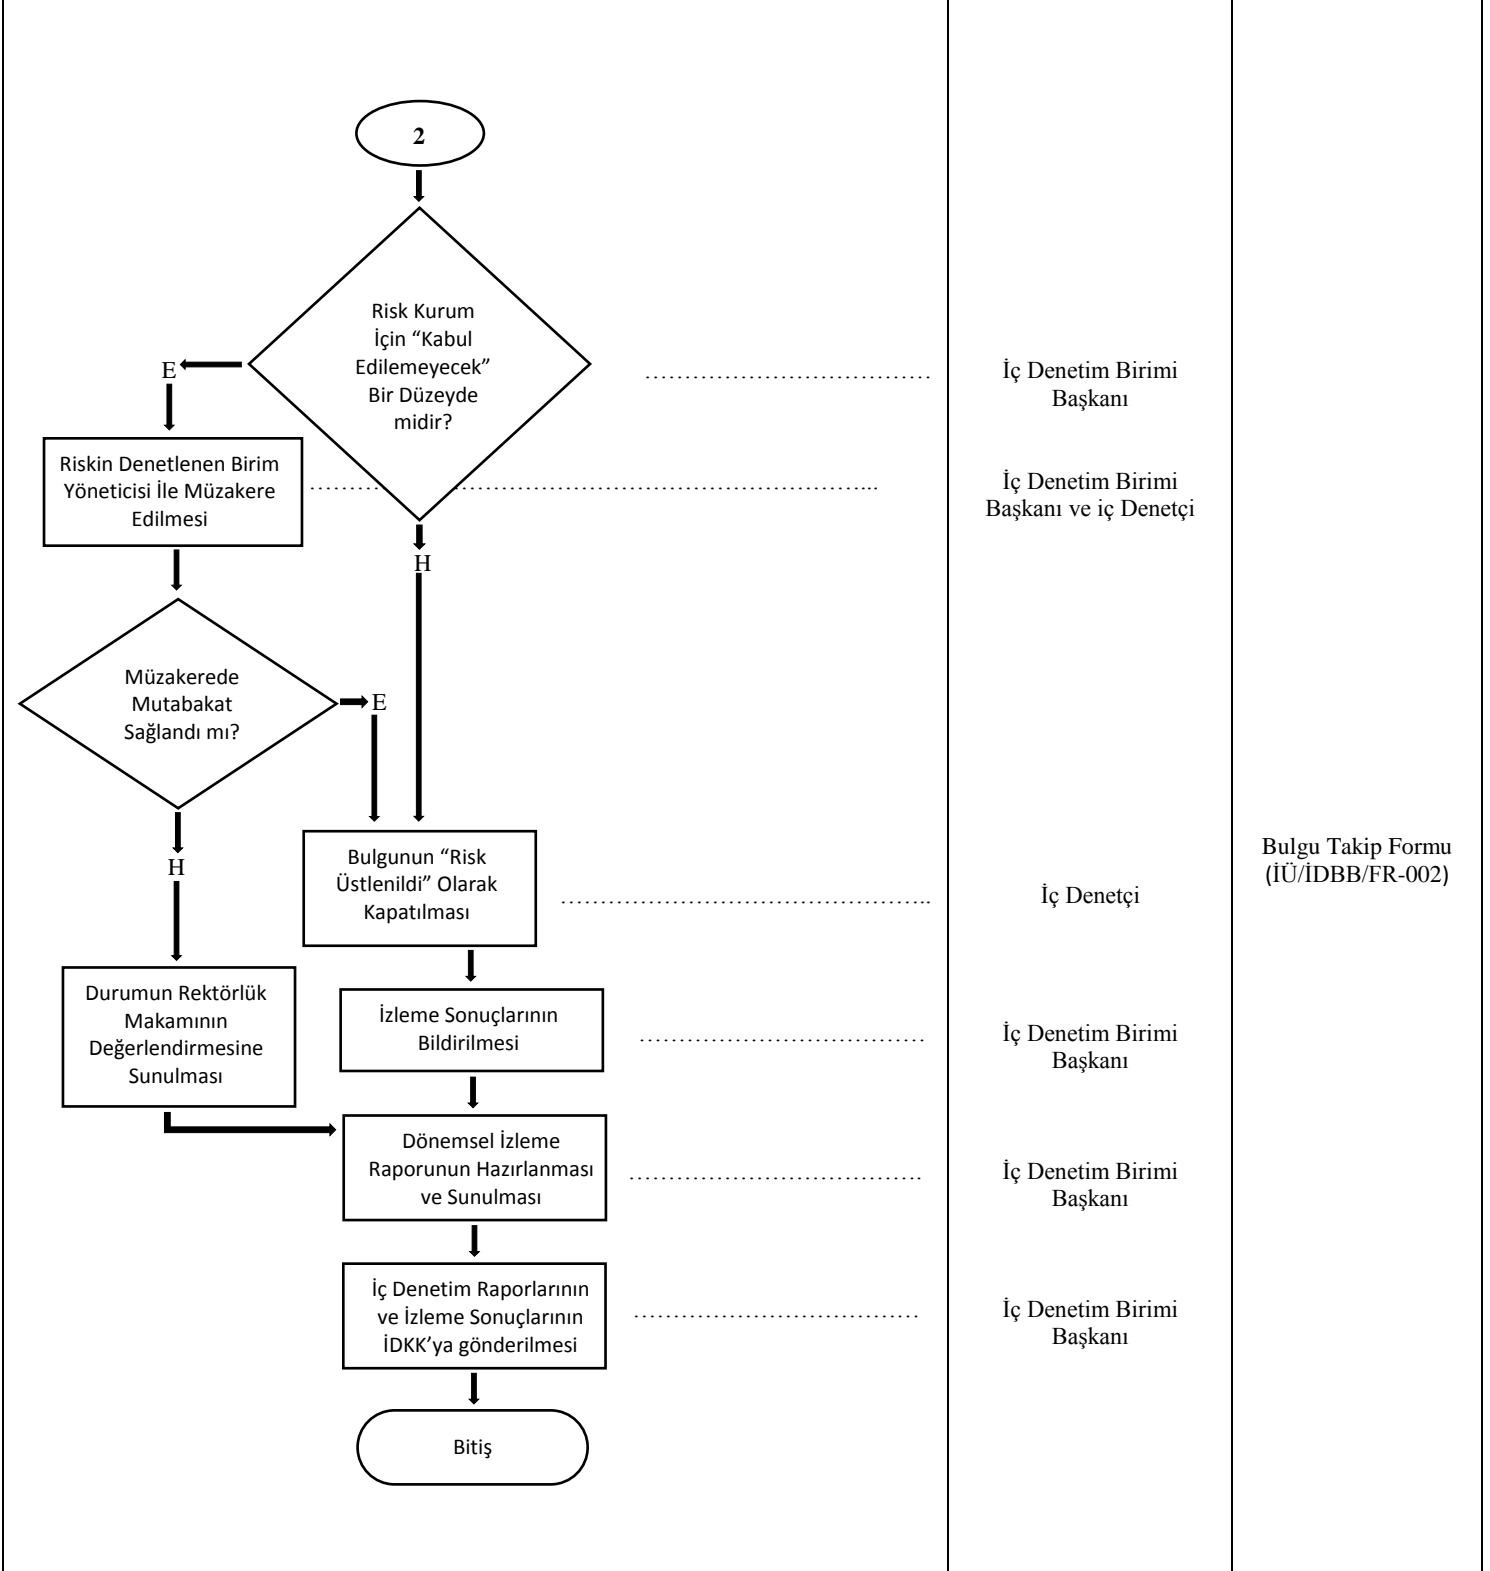 2
Risk Kurum
İçin “Kabul
Edilemeyecek”
Bir Düzeyde
midir?
E
İç Denetim Birimi
Başkanı
Riskin Denetlenen Birim
Yöneticisi İle Müzakere
Edilmesi
İç Denetim Birimi
Başkanı ve iç Denetçi
H
Müzakerede
Mutabakat
Sağlandı mı?
E
H
Bulgunun “Risk
Üstlenildi” Olarak
Kapatılması
İç Denetçi
Bulgu Takip Formu
(İÜ/İDBB/FR-002)
Durumun Rektörlük
Makamının
Değerlendirmesine
Sunulması
İzleme Sonuçlarının
Bildirilmesi
İç Denetim Birimi
Başkanı
Dönemsel İzleme
Raporunun Hazırlanması
ve Sunulması
İç Denetim Birimi
Başkanı
İç Denetim Raporlarının
ve İzleme Sonuçlarının
İDKK’ya gönderilmesi
İç Denetim Birimi
Başkanı
Bitiş